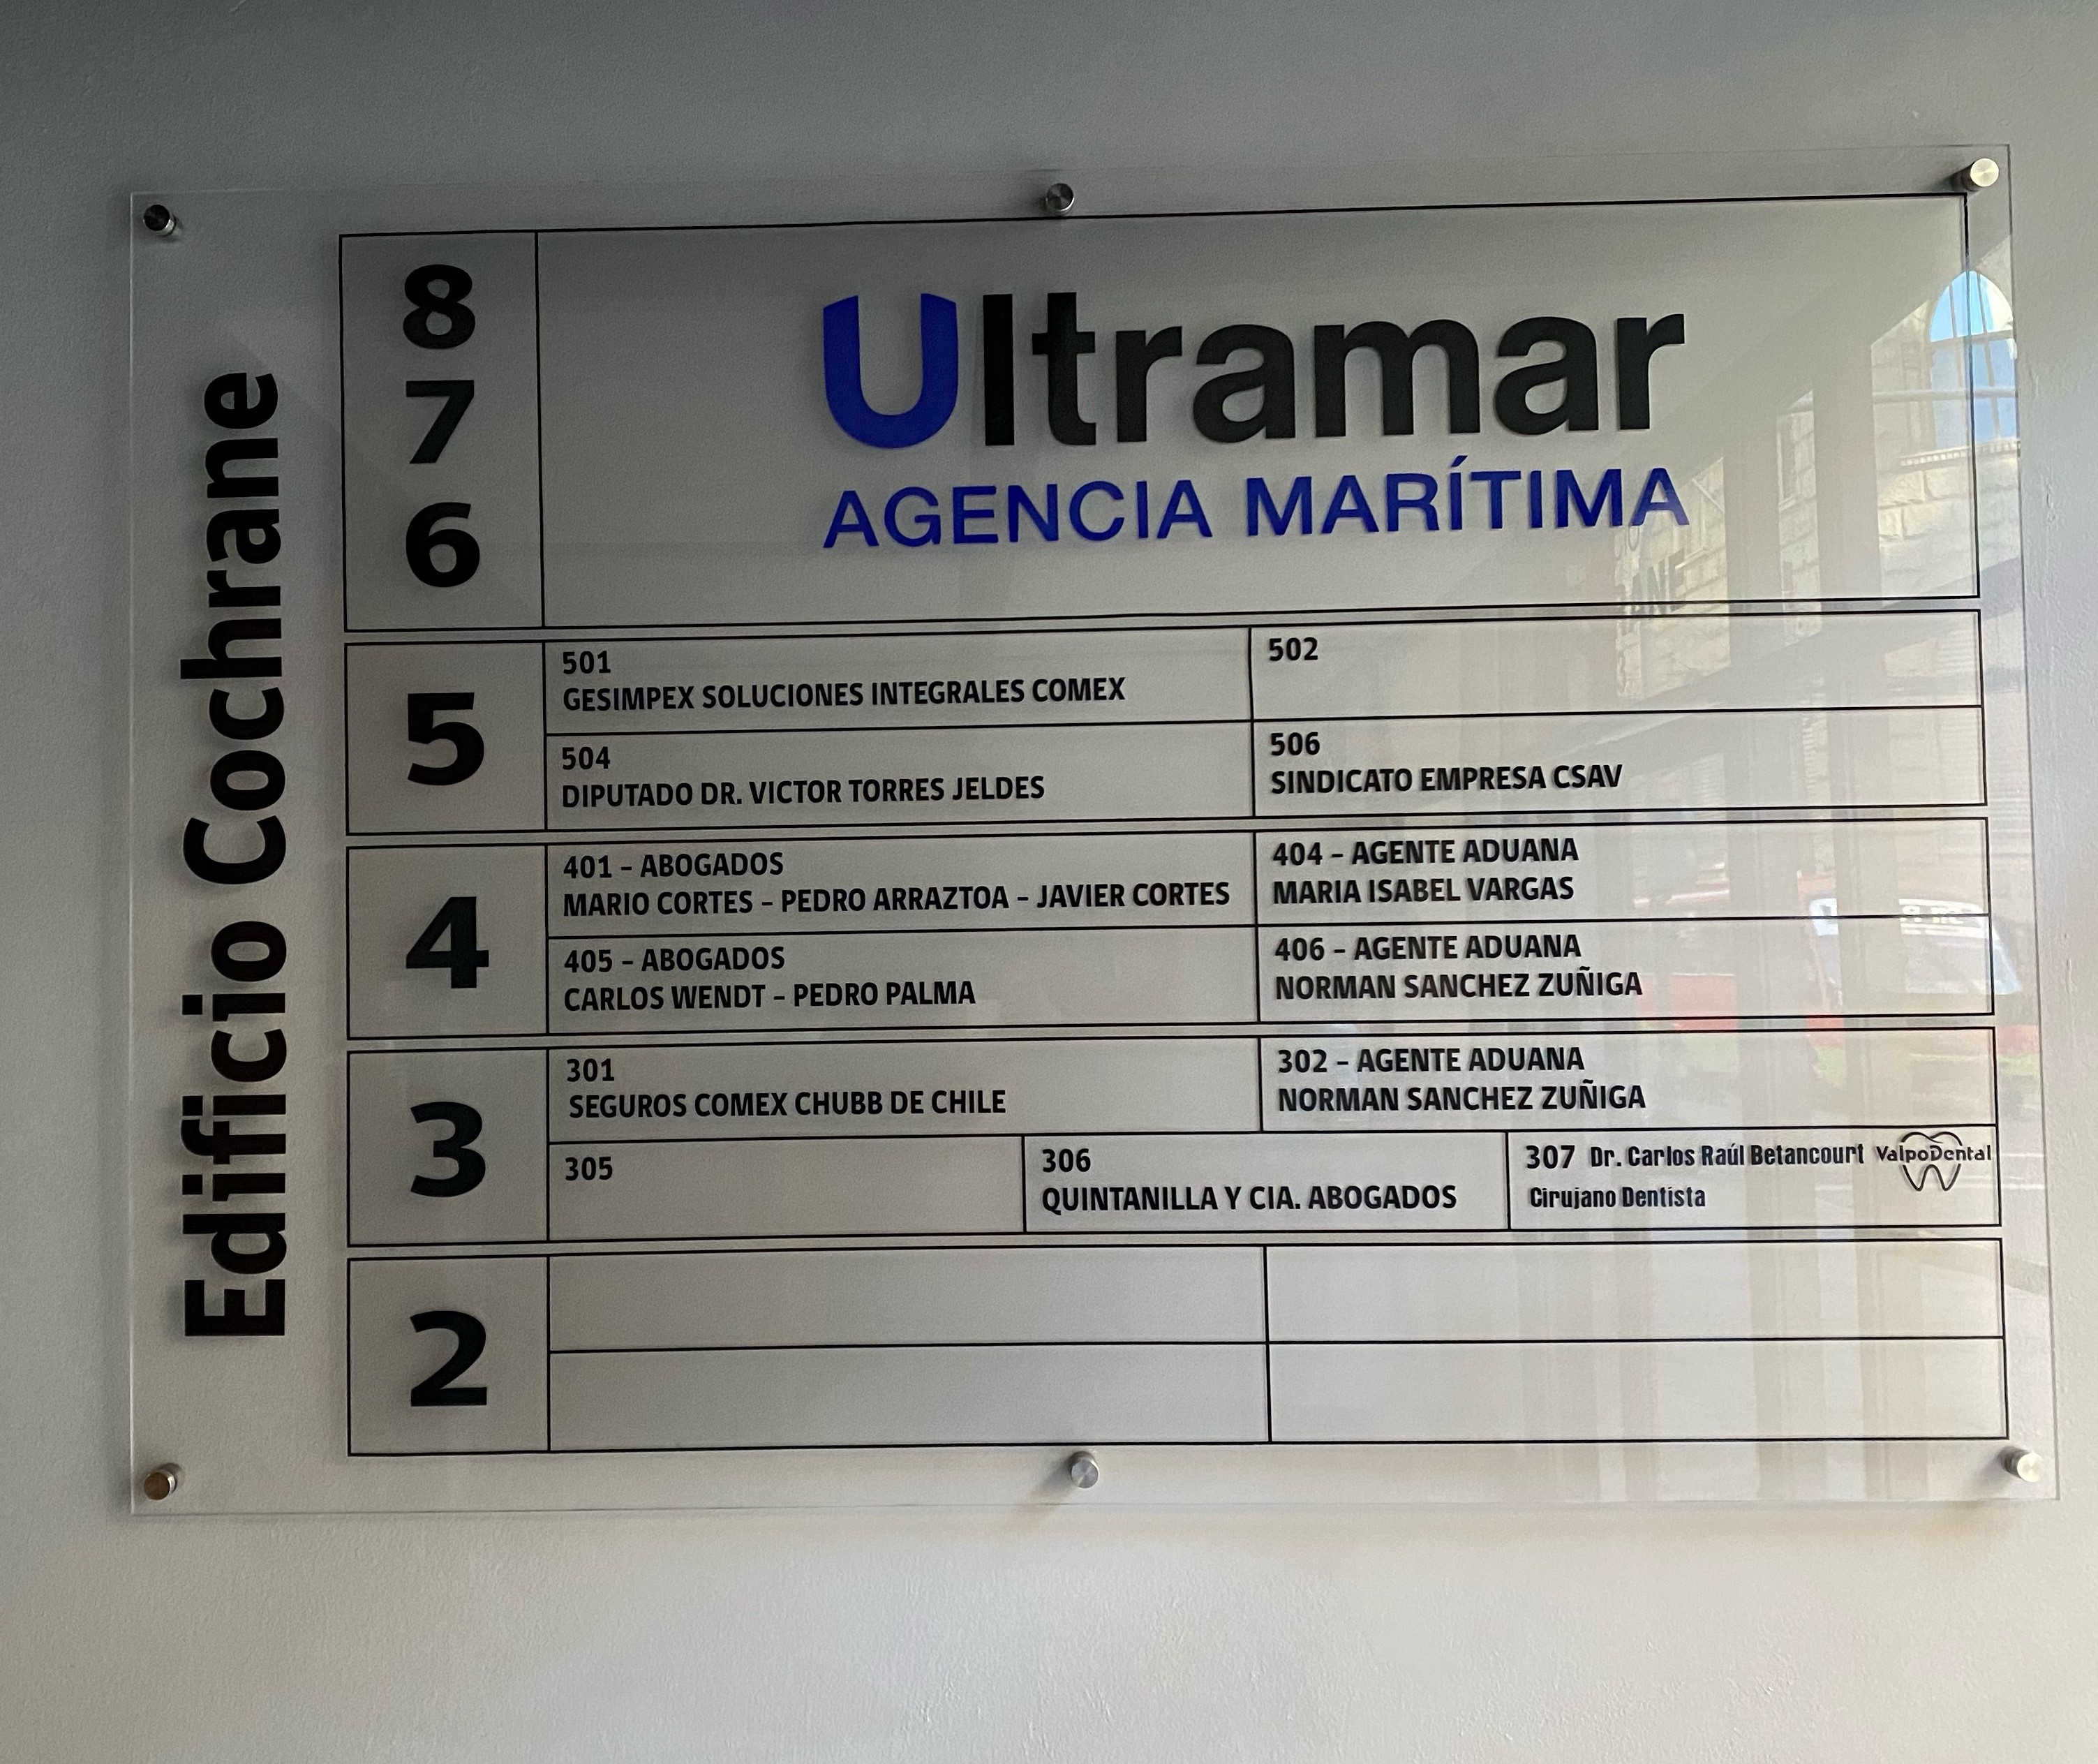 Edificio Cochrane
8
7
6
Ultramar
AGENCIA MARÍTIMA
5
501
GESIMPEX SOLUCIONES INTEGRALES COMEX
502
504
DIPUTADO DR. VICTOR TORRES JELDES
506
SINDICATO EMPRESA CSAV
4
401 – ABOGADOS
MARIO CORTES – PEDRO ARRAZTOA – JAVIER CORTES
404 – AGENTE ADUANA
MARIA ISABEL VARGAS
405 – ABOGADOS
CARLOS WENDT – PEDRO PALMA
406 – AGENTE ADUANA
NORMAN SANCHEZ ZUÑIGA
3
301
SEGUROS COMEX CHUBB DE CHILE
302 – AGENTE ADUANA
NORMAN SANCHEZ ZUÑIGA
305
306
QUINTANILLA Y CIA. ABOGADOS
307 Dr. Carlos Raúl Betancourt
Cirujano Dentista
ValpoDental
2